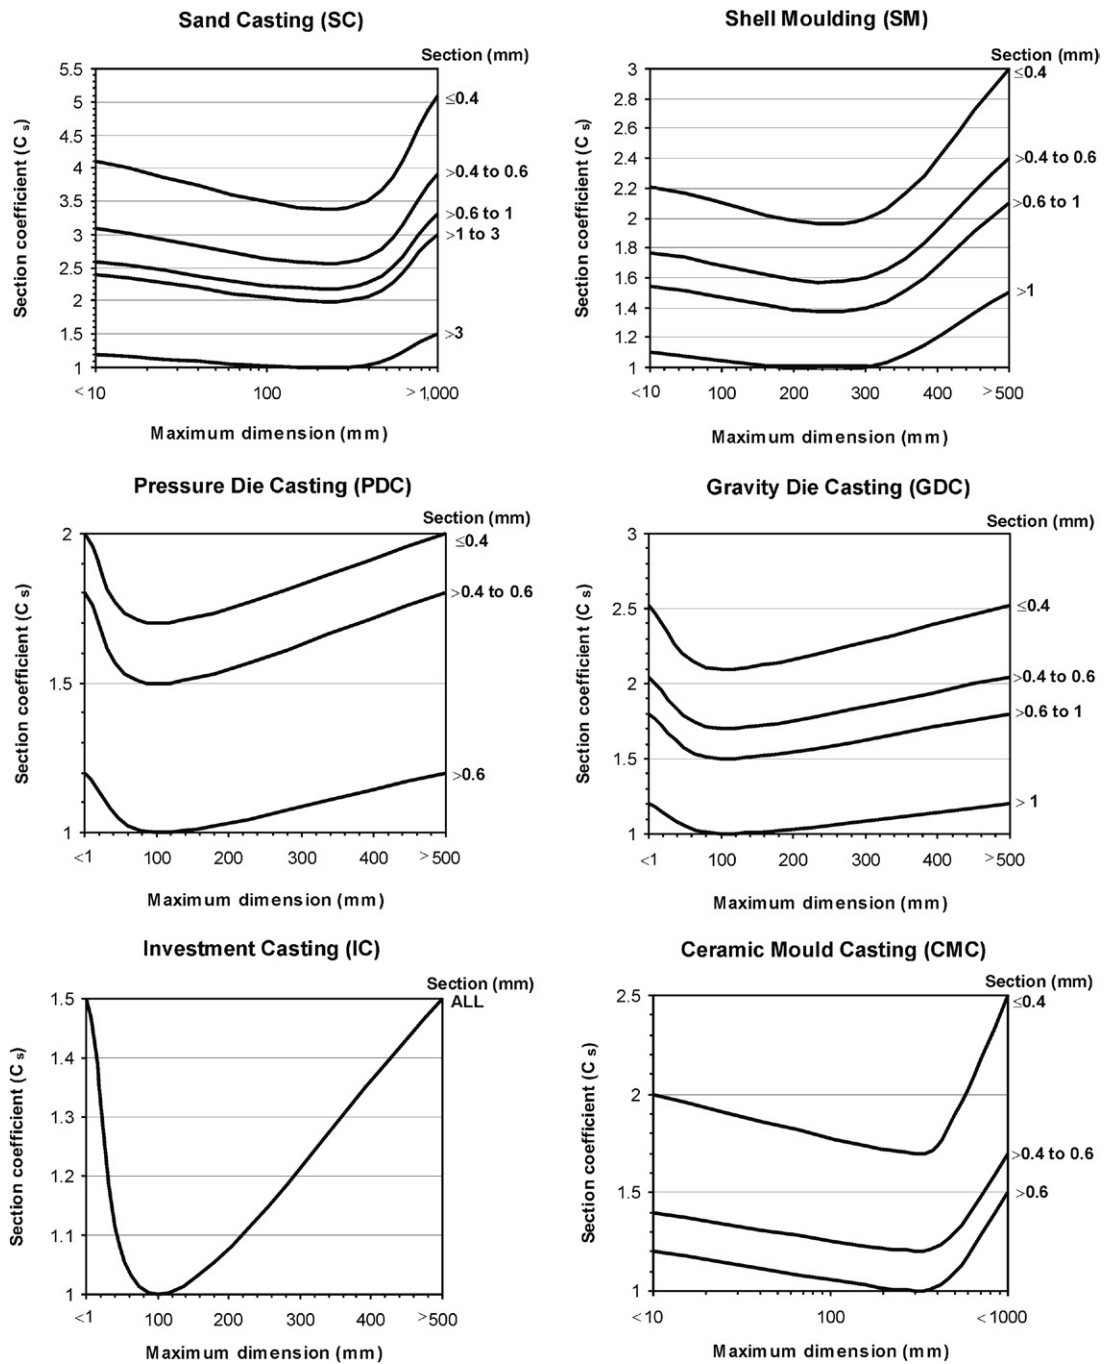 Sand Casting (SC)
Section (mm)
5.5
5
4.5
4
3.5
3
2.5
2
1.5
1
Section coefficient (C s)
≤0.4
>0.4 to 0.6
>0.6 to 1
>1 to 3
>3
<10
100
>1,000
Maximum dimension (mm)
Shell Moulding (SM)
Section (mm)
3
2.8
2.6
2.4
2.2
2
1.8
1.6
1.4
1.2
1
Section coefficient (C s)
≤0.4
>0.4 to 0.6
>0.6 to 1
>1
<10
100
200
300
400
>500
Maximum dimension (mm)
Pressure Die Casting (PDC)
Section (mm)
2
1.5
1
Section coefficient (C s)
≤0.4
>0.4 to 0.6
>0.6
<1
100
200
300
400
>500
Maximum dimension (mm)
Gravity Die Casting (GDC)
Section (mm)
3
2.5
2
1.5
1
Section coefficient (C s)
≤0.4
>0.4 to 0.6
>0.6 to 1
>1
<1
100
200
300
400
>500
Maximum dimension (mm)
Investment Casting (IC)
Section (mm)
ALL
1.5
1.4
1.3
1.2
1.1
1
Section coefficient (C s)
<1
100
200
300
400
>500
Maximum dimension (mm)
Ceramic Mould Casting (CMC)
Section (mm)
2.5
2
1.5
1
Section coefficient (C s)
≤0.4
>0.4 to 0.6
>0.6
<10
100
<1000
Maximum dimension (mm)